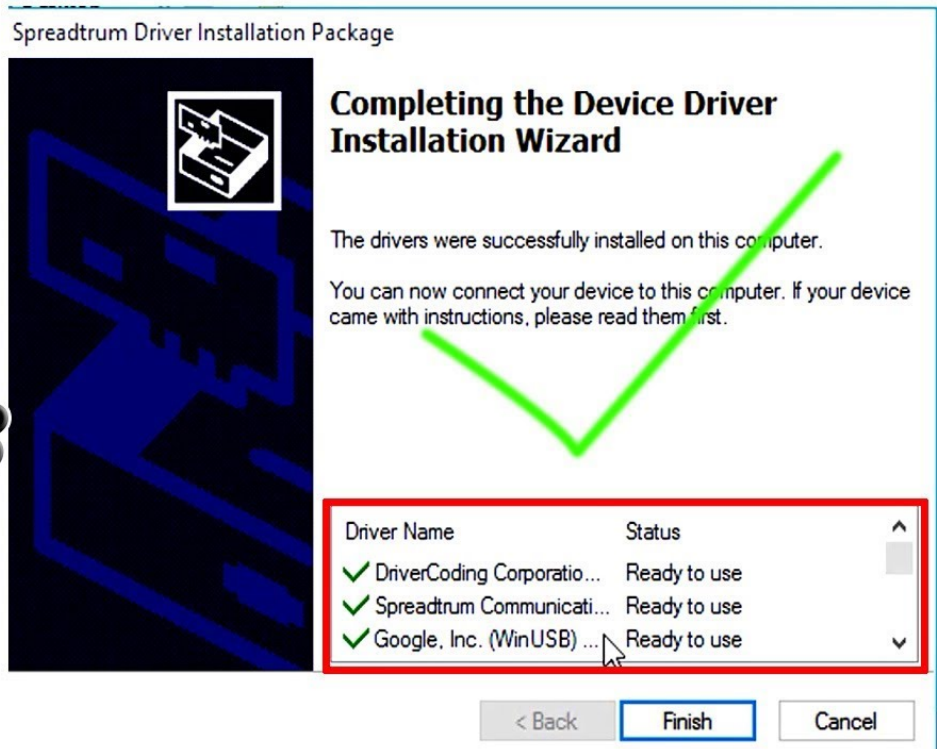 Spreadtrum Driver Installation Package
Completing the Device Driver
Installation Wizard
The drivers were successfully installed on this computer.
You can now connect your device to this computer. If your device
came with instructions, please read them first.
Driver Name Status
DriverCoding Corporatio... Ready to use
Spreadtrum Communicati... Ready to use
Google, Inc. (WinUSB) ... Ready to use
< Back Finish Cancel